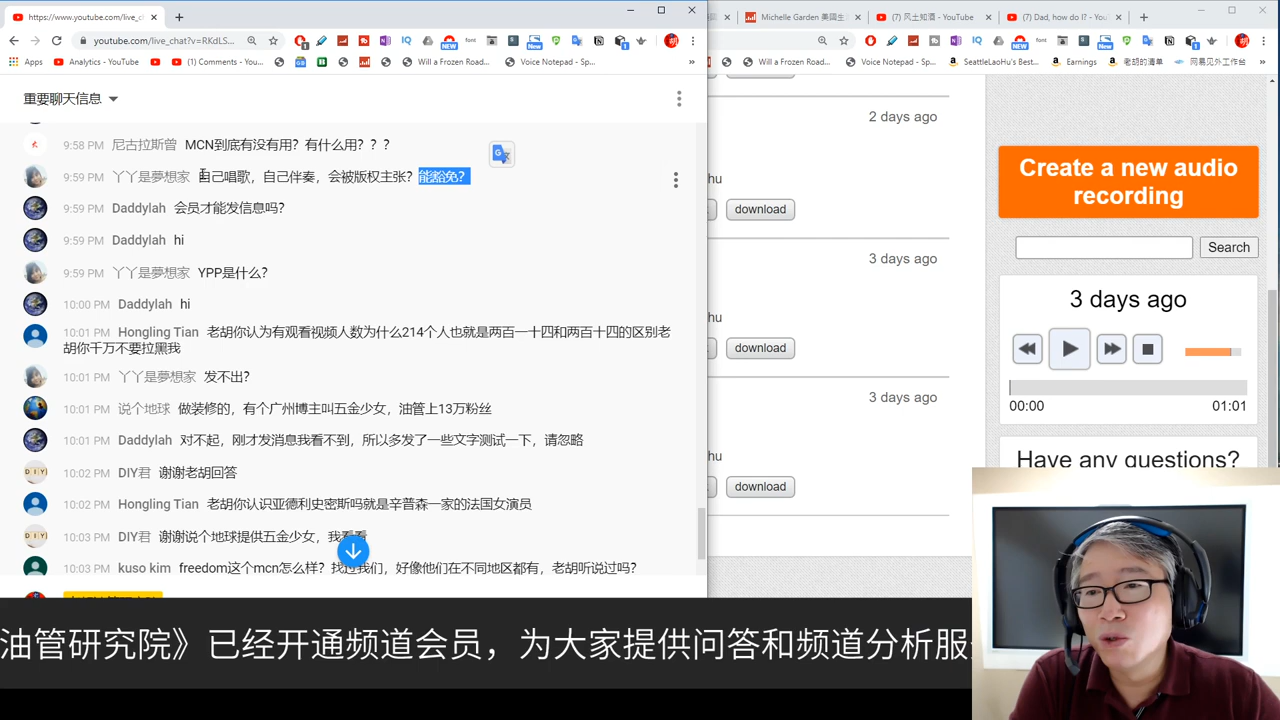 https://www.youtube.com/live_ch
Michelle Garden 美國生
(7) 风土知酒 - YouTube
(7) Dad, how do I? - YouTub
youtube.com/live_chat?v=RKdLS...
Apps
Analytics - YouTube
(1) Comments - You...
Will a Frozen Road...
Voice Notepad - Sp...
»
Will a Frozen Road...
Voice Notepad - Sp...
SeattleLaoHu's Best...
Earnings
老胡的清单
网易见外工作台
»
重要聊天信息
9:58 PM 尼古拉斯曾 MCN到底有没有用？有什么用？？？
9:59 PM 丫丫是夢想家 自己唱歌，自己伴奏，会被版权主张？能豁免？
9:59 PM Daddylah 会员才能发信息吗?
9:59 PM Daddylah hi
9:59 PM 丫丫是夢想家 YPP是什么？
10:00 PM Daddylah hi
10:01 PM Hongling Tian 老胡你认为有观看视频人数为什么214个人也就是两百一十四和两百十四的区别老
胡你千万不要拉黑我
10:01 PM 丫丫是夢想家 发不出？
10:01 PM 说个地球 做装修的，有个广州博主叫五金少女，油管上13万粉丝
10:01 PM Daddylah 对不起，刚才发消息我看不到，所以多发了一些文字测试一下，请忽略
10:02 PM DIY君 谢谢老胡回答
10:02 PM Hongling Tian 老胡你认识亚德利史密斯吗就是辛普森一家的法国女演员
10:03 PM DIY君 谢谢说个地球提供五金少女，我看看
10:03 PM kuso kim freedom这个mcn怎么样？找过我们，好像他们在不同地区都有，老胡听说过吗？
2 days ago
hu
download
3 days ago
hu
download
3 days ago
hu
download
Create a new audio
recording
Search
3 days ago
00:00
01:01
Have any questions?
油管研究院》已经开通频道会员，为大家提供问答和频道分析服